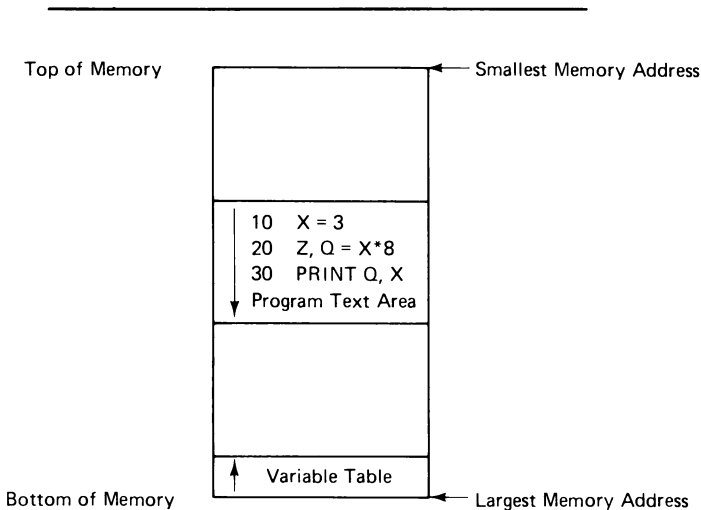 Top of Memory
Smallest Memory Address
10 X = 3
20 Z, Q = X*8
30 PRINT Q, X
Program Text Area
Variable Table
Bottom of Memory
Largest Memory Address